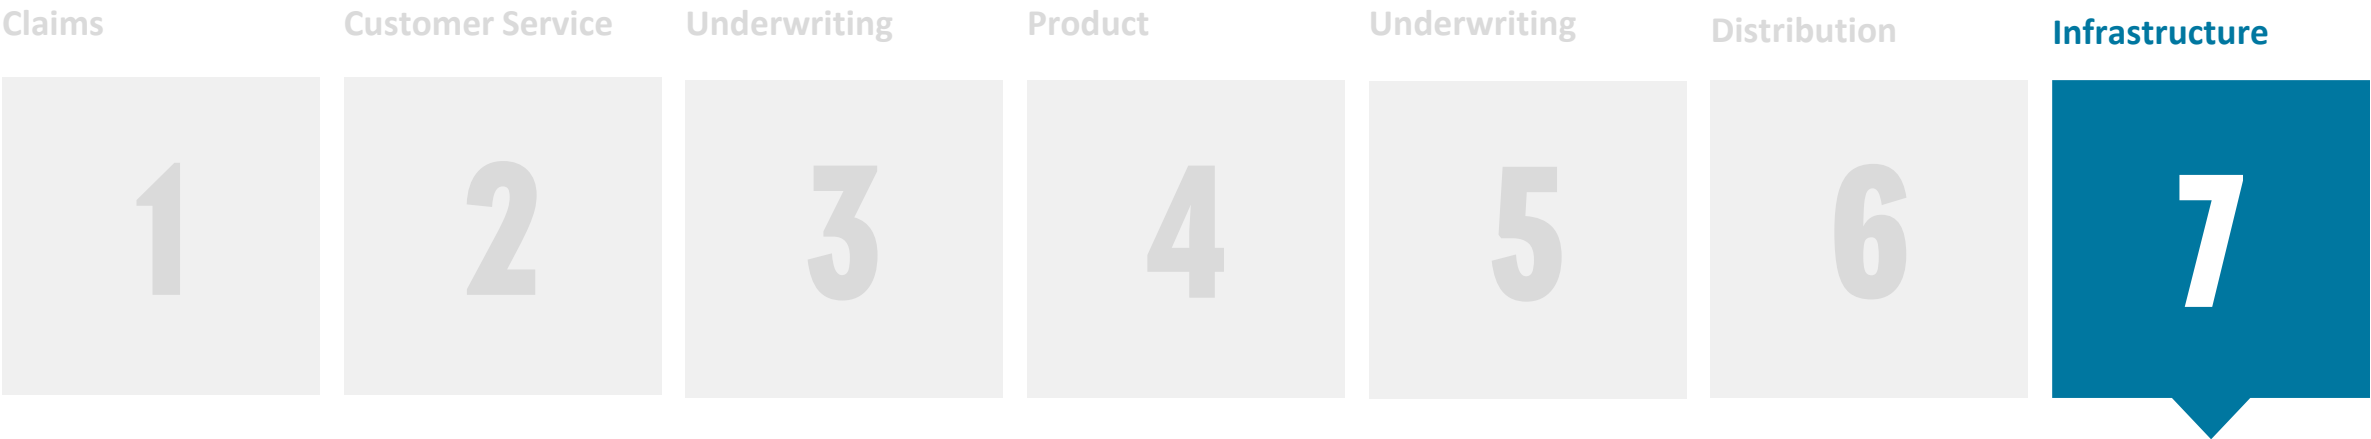 Claims Customer Service Underwriting Product Underwriting Distribution Infrastructure
1 2 3 4 5 6 7